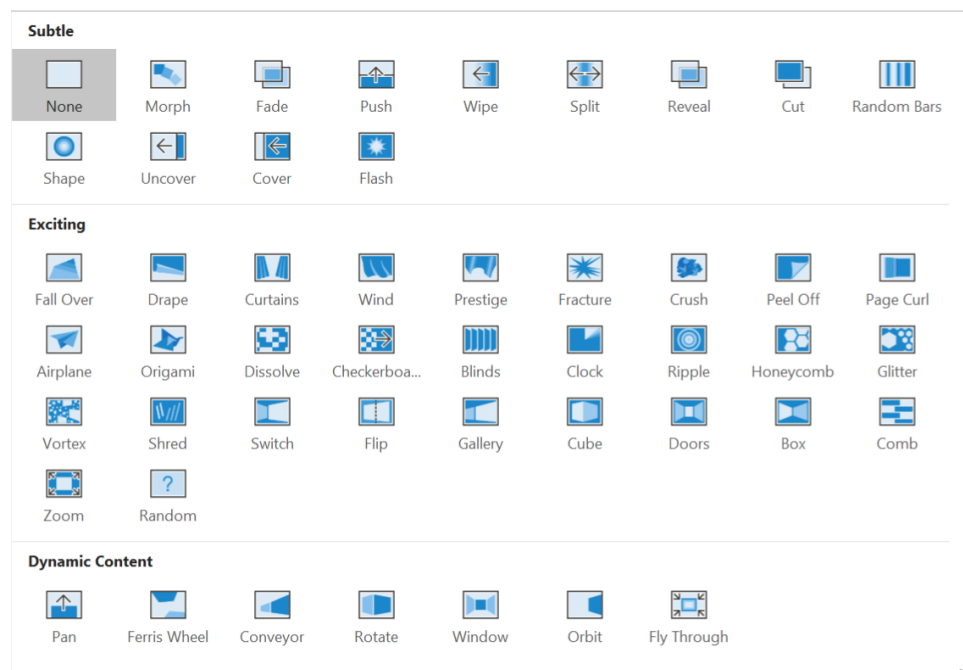 Subtle
None Morph Fade Push Wipe Split Reveal Cut Random Bars
Shape Uncover Cover Flash
Exciting
Fall Over Drape Curtains Wind Prestige Fracture Crush Peel Off Page Curl
Airplane Origami Dissolve Checkerboa... Blinds Clock Ripple Honeycomb Glitter
Vortex Shred Switch Flip Gallery Cube Doors Box Comb
?
Zoom Random
Dynamic Content
Pan Ferris Wheel Conveyor Rotate Window Orbit Fly Through